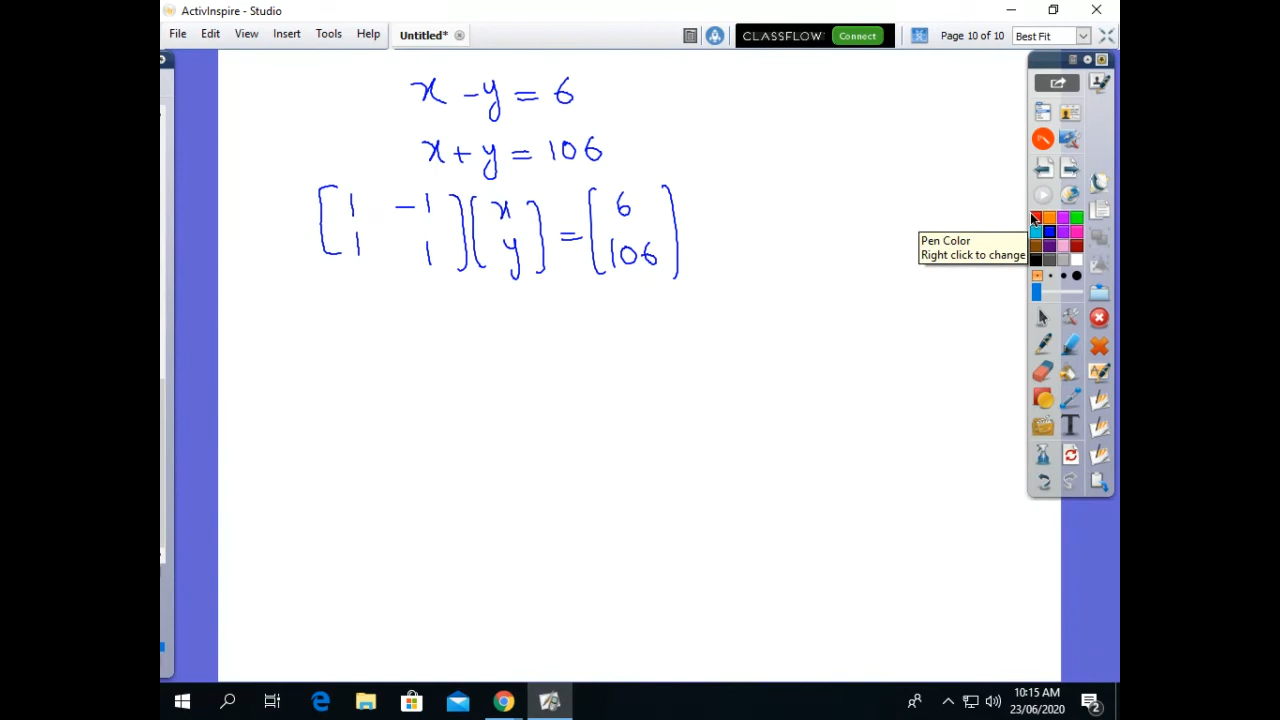 ActivInspire - Studio
File Edit View Insert Tools Help Untitled* CLASSFLOW Connect Page 10 of 10 Best Fit
x - y = 6
x + y = 106
[1 -1] [x] = [6]
[1 1] [y] [106]
Pen Color
Right click to change
T
10:15 AM
23/06/2020
2